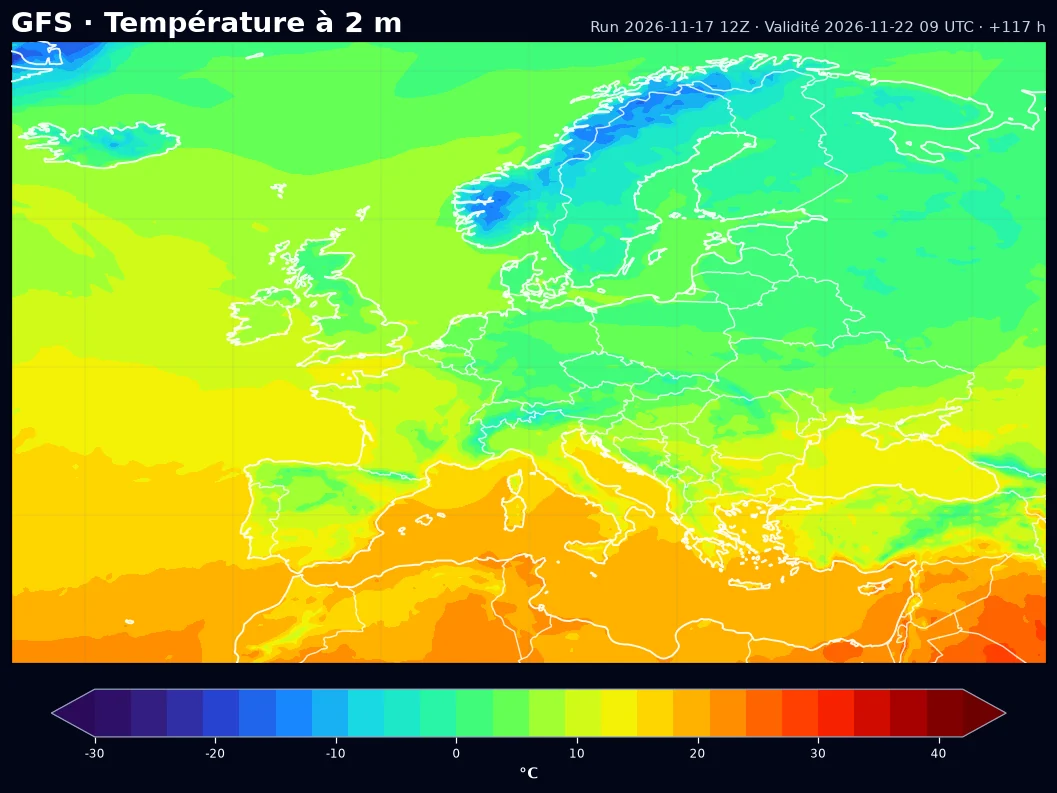 GFS · Température à 2 m
Run 2026-11-17 12Z · Validité 2026-11-22 09 UTC · +117 h
-30 -20 -10 0 10 20 30 40
°C